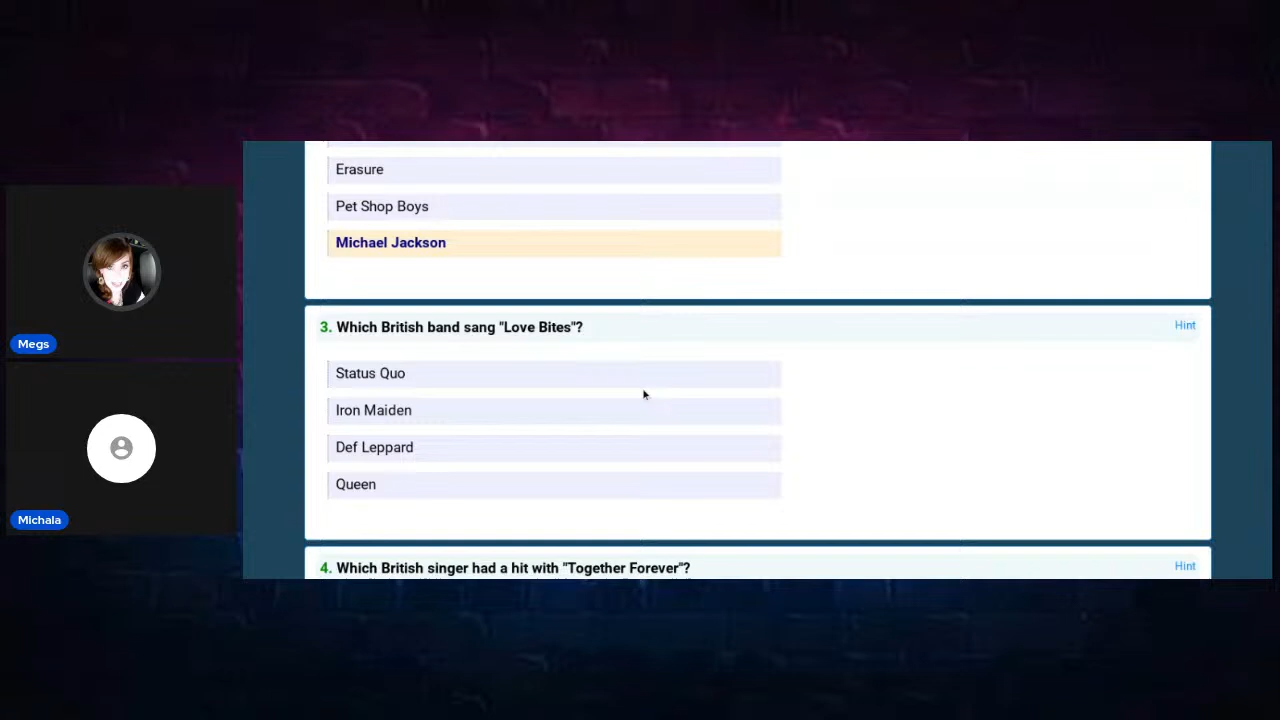 Erasure
Pet Shop Boys
Michael Jackson
3. Which British band sang "Love Bites"?
Hint
Status Quo
Iron Maiden
Def Leppard
Queen
4. Which British singer had a hit with "Together Forever"?
Hint
Megs
Michala